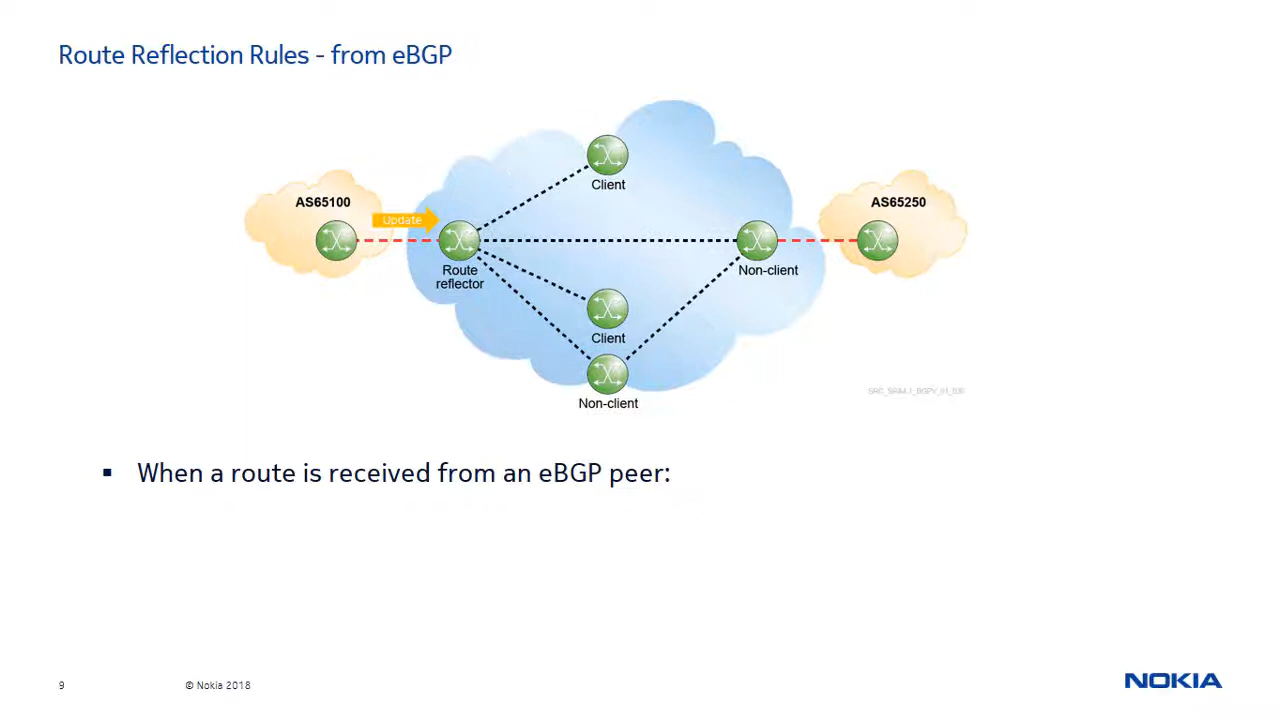 Route Reflection Rules - from eBGP
Client
AS65100
AS65250
Update
Route
reflector
Non-client
Client
Non-client
When a route is received from an eBGP peer:
9
© Nokia 2018
NOKIA